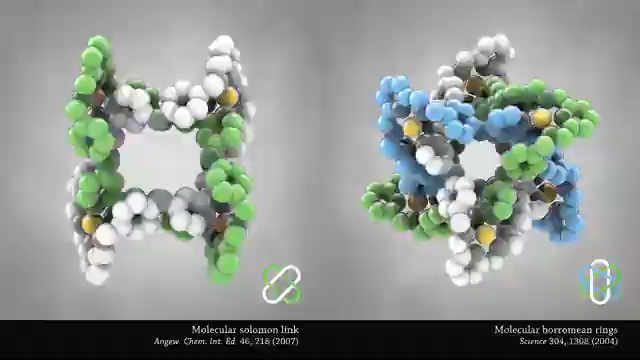 Molecular solomon link
Angew. Chem. Int. Ed. 46, 218 (2007)
Molecular borromean rings
Science 304, 1308 (2004)